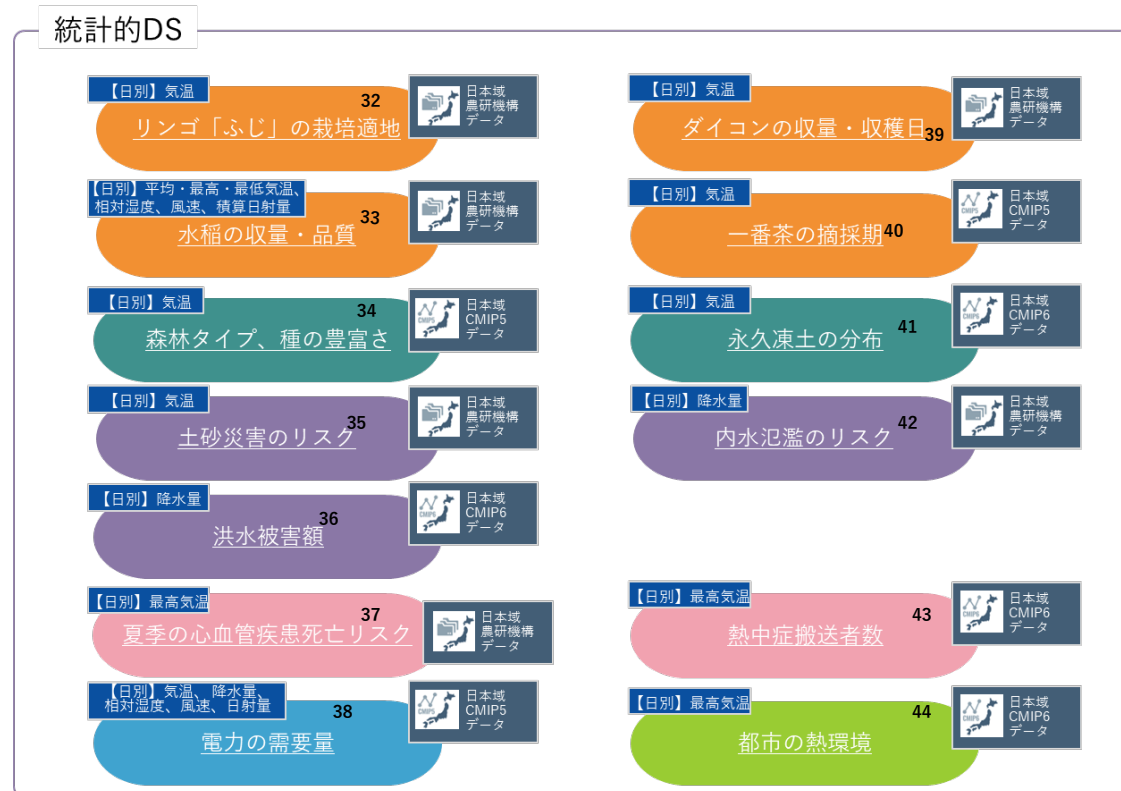 統計的DS
【日別】気温
32
リンゴ「ふじ」の栽培適地
日本域
農研機構
データ
【日別】気温
ダイコンの収量・収穫日
39
日本域
農研機構
データ
【日別】平均・最高・最低気温、
相対湿度、風速、積算日射量
33
水稲の収量・品質
日本域
農研機構
データ
【日別】気温
一番茶の摘採期
40
CMIP5
日本域
CMIP5
データ
【日別】気温
34
森林タイプ、種の豊富さ
CMIP5
日本域
CMIP5
データ
【日別】気温
41
永久凍土の分布
CMIP6
日本域
CMIP6
データ
【日別】気温
35
土砂災害のリスク
日本域
農研機構
データ
【日別】降水量
42
内水氾濫のリスク
日本域
農研機構
データ
【日別】降水量
36
洪水被害額
CMIP6
日本域
CMIP6
データ
【日別】最高気温
37
夏季の心血管疾患死亡リスク
日本域
農研機構
データ
【日別】最高気温
43
熱中症搬送者数
CMIP6
日本域
CMIP6
データ
【日別】気温、降水量、
相対湿度、風速、日射量
38
電力の需要量
CMIP5
日本域
CMIP5
データ
【日別】最高気温
44
都市の熱環境
CMIP6
日本域
CMIP6
データ